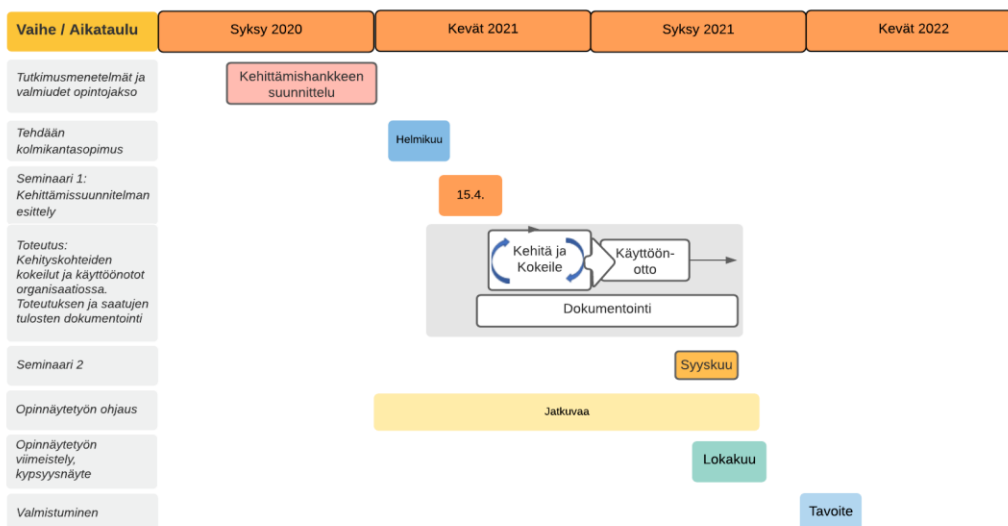 Vaihe / Aikataulu
Syksy 2020
Kevät 2021
Syksy 2021
Kevät 2022
Tutkimusmenetelmät ja
valmiudet opintojakso
Kehittämishankkeen
suunnittelu
Tehdään
kolmikantasopimus
Helmikuu
Seminaari 1:
Kehittämissuunnitelman
esittely
15.4.
Toteutus:
Kehityskohteiden
kokeilut ja käyttöönotot
organisaatiossa.
Toteutuksen ja saatujen
tulosten dokumentointi
Kehitä ja
Kokeile
Käyttöön-
otto
Dokumentointi
Seminaari 2
Syyskuu
Opinnäytetyön ohjaus
Jatkuvaa
Opinnäytetyön
viimeistely,
kypsyysnäyte
Lokakuu
Valmistuminen
Tavoite